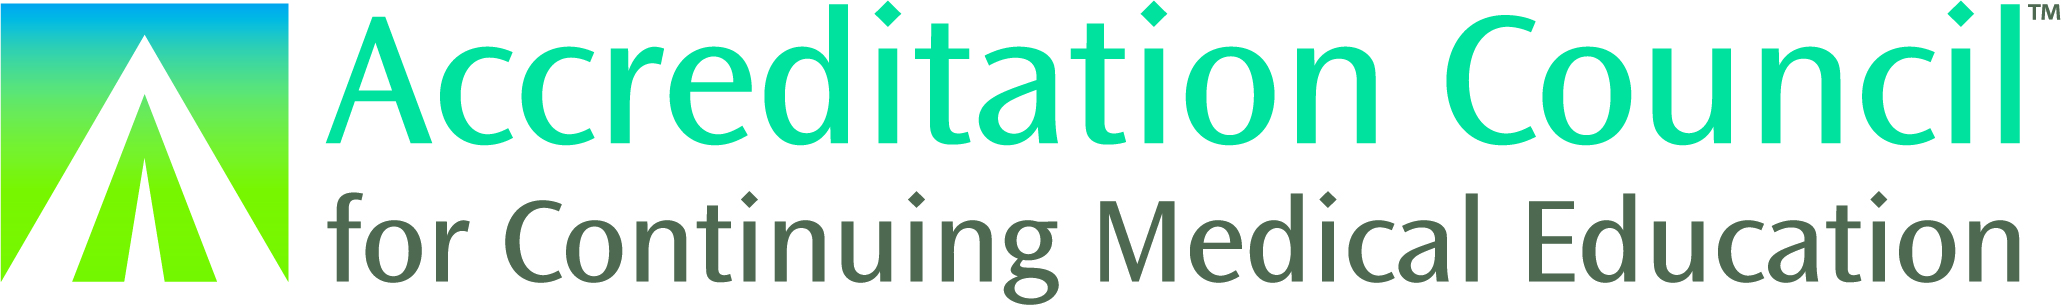 Accreditation Council™
for Continuing Medical Education